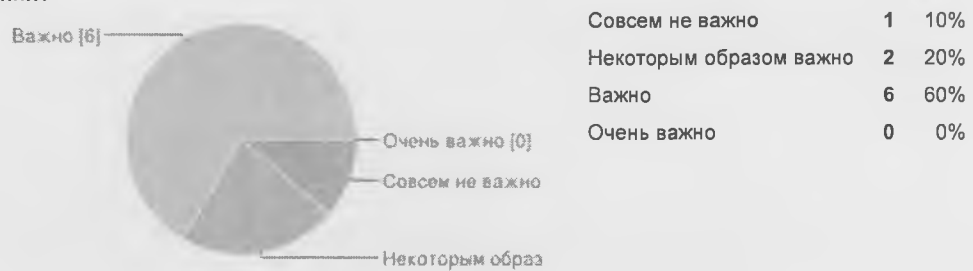 Важно [6]
Очень важно [0]
Совсем не важно
Некоторым образ
Совсем не важно 1 10%
Некоторым образом важно 2 20%
Важно 6 60%
Очень важно 0 0%